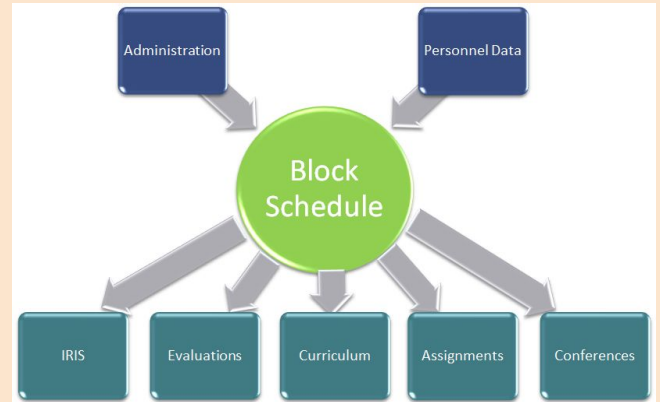 Administration
Personnel Data
Block
Schedule
IRIS
Evaluations
Curriculum
Assignments
Conferences